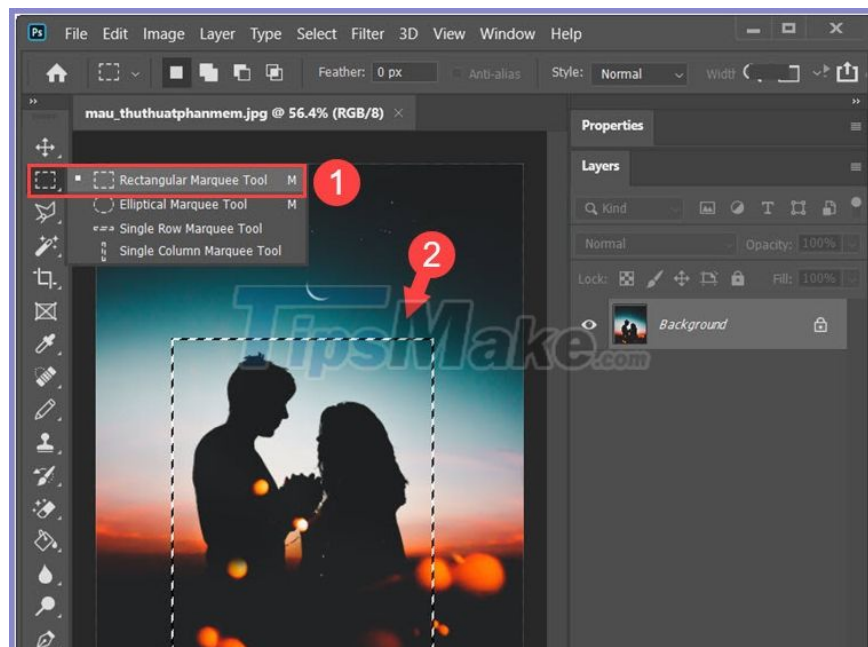 Ps File Edit Image Layer Type Select Filter 3D View Window Help
Feather: 0 px Anti-alias Style: Normal
mau_thuthuatphanmem.jpg @ 56.4% (RGB/8) ×
Properties
Rectangular Marquee Tool M
1
Elliptical Marquee Tool M
Single Row Marquee Tool
Single Column Marquee Tool
2
Layers
Kind
Normal Opacity: 100%
Lock: Fill: 100%
Background
TipsMake.com